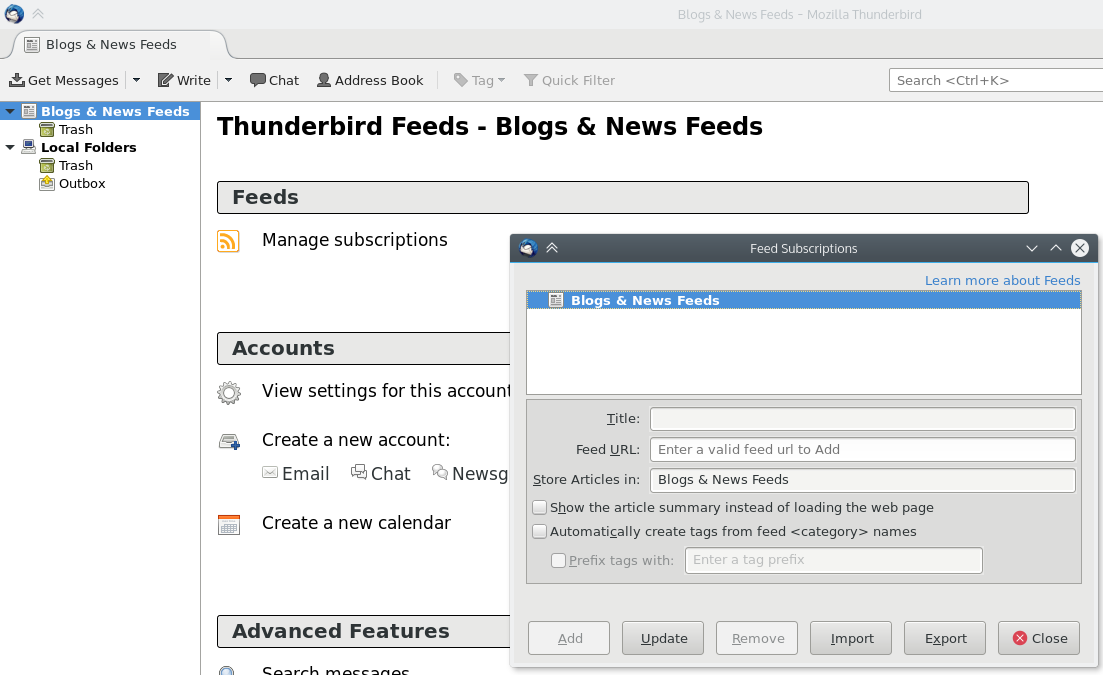 Blogs & News Feeds – Mozilla Thunderbird
Blogs & News Feeds
Get Messages Write Chat Address Book Tag Quick Filter Search <Ctrl+K>
Blogs & News Feeds
Trash
Local Folders
Trash
Outbox
Thunderbird Feeds - Blogs & News Feeds
Feeds
Manage subscriptions
Accounts
View settings for this account
Create a new account:
Email Chat Newsg
Create a new calendar
Advanced Features
Search messages
Feed Subscriptions
Learn more about Feeds
Blogs & News Feeds
Title:
Feed URL: Enter a valid feed url to Add
Store Articles in: Blogs & News Feeds
Show the article summary instead of loading the web page
Automatically create tags from feed <category> names
Prefix tags with: Enter a tag prefix
Add Update Remove Import Export Close